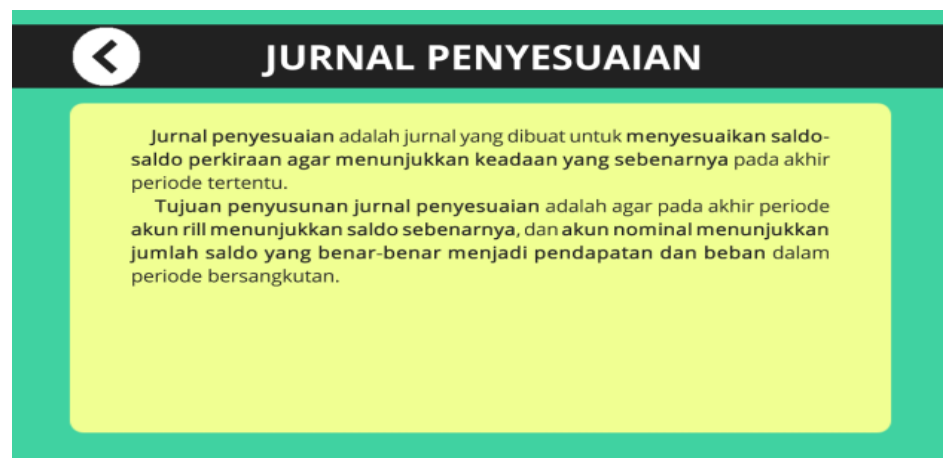 JURNAL PENYESUAIAN
Jurnal penyesuaian adalah jurnal yang dibuat untuk menyesuaikan saldo-
saldo perkiraan agar menunjukkan keadaan yang sebenarnya pada akhir
periode tertentu.
Tujuan penyusunan jurnal penyesuaian adalah agar pada akhir periode
akun rill menunjukkan saldo sebenarnya, dan akun nominal menunjukkan
jumlah saldo yang benar-benar menjadi pendapatan dan beban dalam
periode bersangkutan.